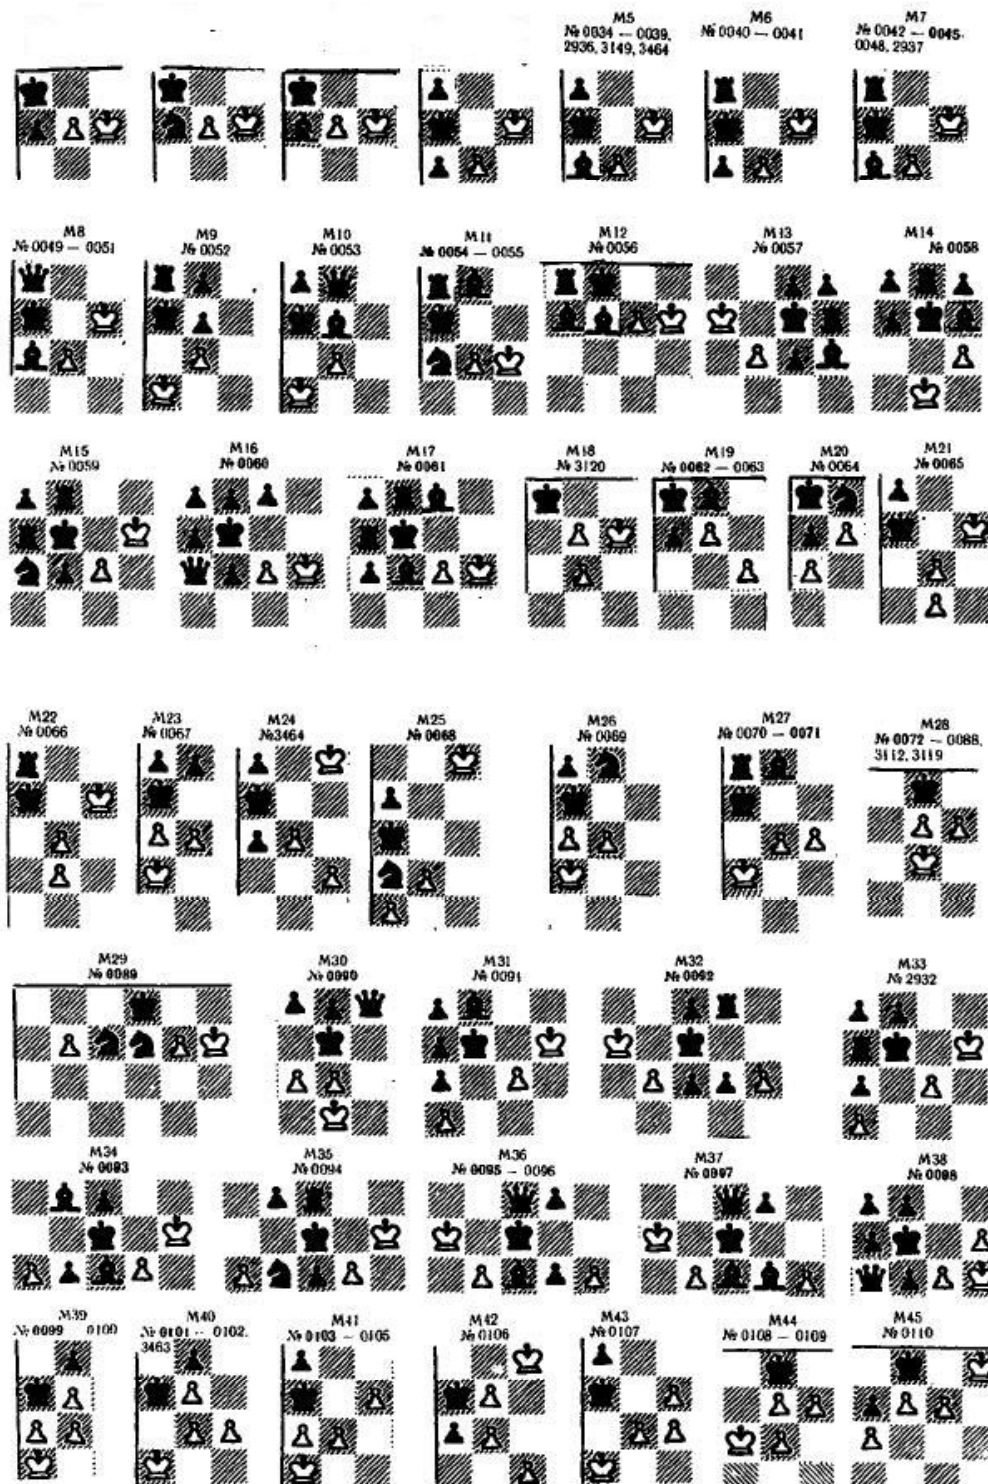 M5
№ 0034 — 0039,
2936, 3149, 3464
M6
№ 0040 — 0041
M7
№ 0042 — 0045,
0048, 2937
M8
№ 0049 — 0051
M9
№ 0052
M10
№ 0053
M11
№ 0054 — 0055
M12
№ 0056
M13
№ 0057
M14
№ 0058
M15
№ 0059
M16
№ 0060
M17
№ 0061
M18
№ 3120
M19
№ 0062 — 0063
M20
№ 0064
M21
№ 0065
M22
№ 0066
M23
№ 0067
M24
№3464
M25
№ 0068
M26
№ 0069
M27
№ 0070 — 0071
M28
№ 0072 — 0088,
3112, 3119
M29
№ 0089
M30
№ 0090
M31
№ 0091
M32
№ 0092
M33
№ 2932
M34
№ 0093
M35
№ 0094
M36
№ 0095 — 0096
M37
№ 0097
M38
№ 0098
M39
№ 0099 — 0100
M40
№ 0101 — 0102,
3463
M41
№ 0103 — 0105
M42
№ 0106
M43
№ 0107
M44
№ 0108 — 0109
M45
№ 0110